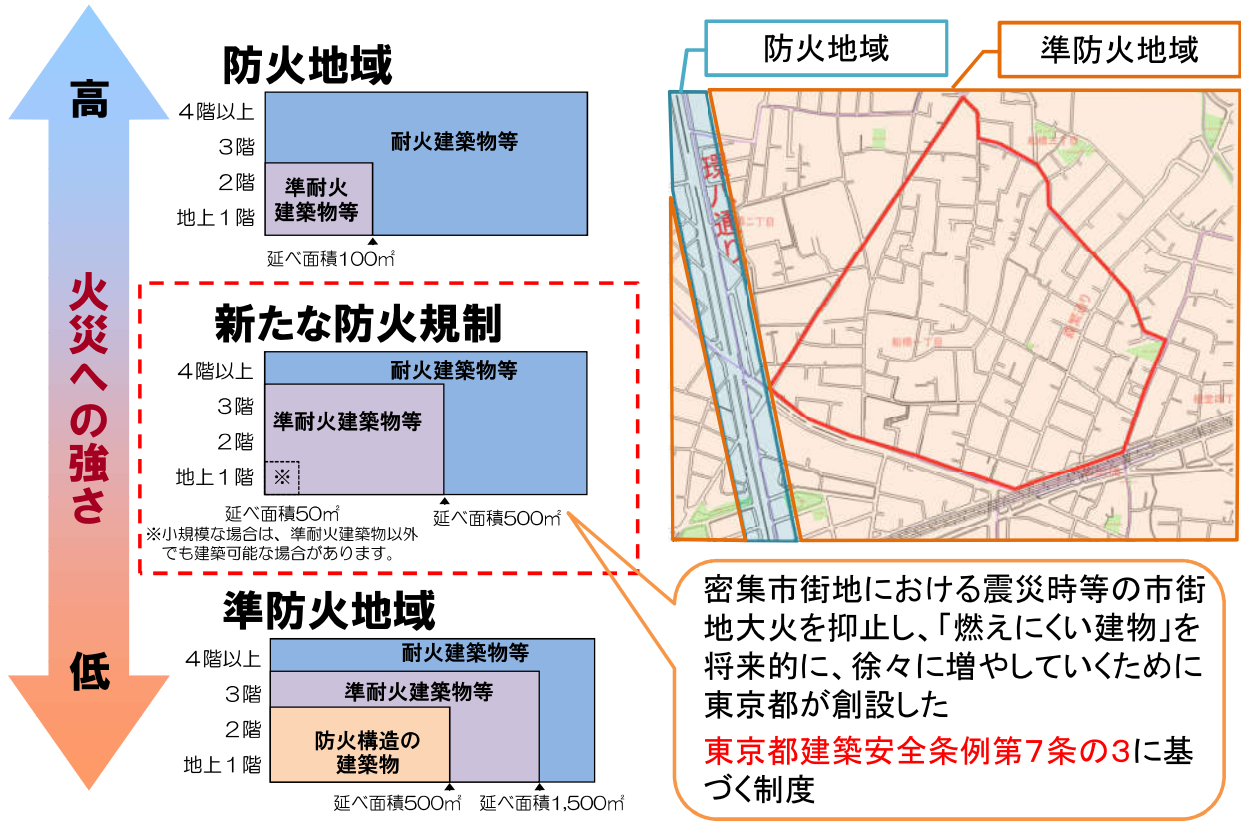 高
火災への強さ
低
防火地域
4階以上
3階
2階
地上1階
耐火建築物等
準耐火
建築物等
延べ面積100㎡
新たな防火規制
4階以上
3階
2階
地上1階
耐火建築物等
準耐火建築物等
※
延べ面積50㎡
延べ面積500㎡
※小規模な場合は、準耐火建築物以外
でも建築可能な場合があります。
準防火地域
4階以上
3階
2階
地上1階
耐火建築物等
準耐火建築物等
防火構造の
建築物
延べ面積500㎡
延べ面積1,500㎡
防火地域
準防火地域
環八通り
二丁目
船橋一丁目
密集市街地における震災時等の市街
地大火を抑止し、「燃えにくい建物」を
将来的に、徐々に増やしていくために
東京都が創設した
東京都建築安全条例第7条の3に基
づく制度